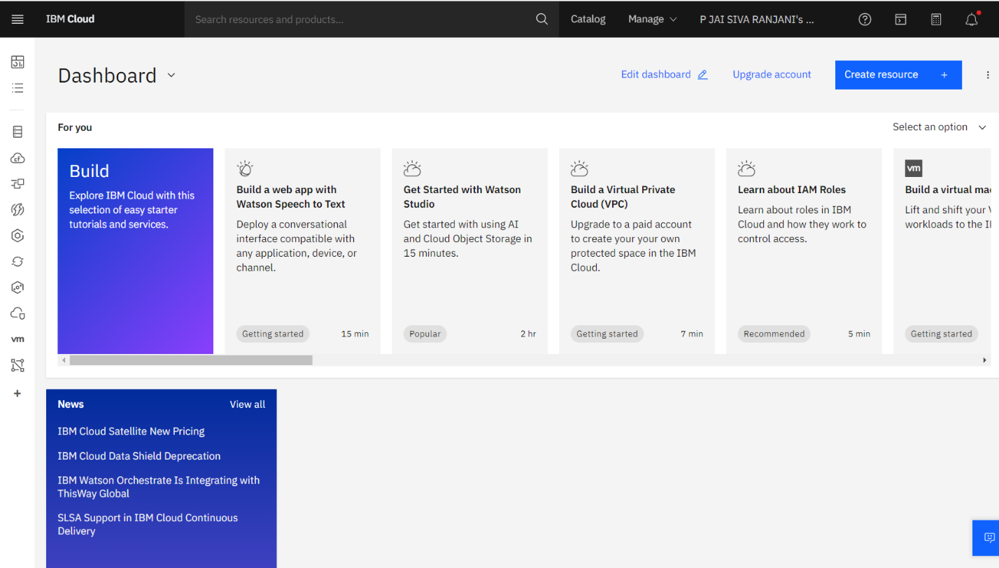 IBM Cloud
Search resources and products...
Catalog
Manage
P JAI SIVA RANJANI's ...
Dashboard
Edit dashboard
Upgrade account
Create resource +
For you
Select an option
Build
Explore IBM Cloud with this
selection of easy starter
tutorials and services.
Build a web app with
Watson Speech to Text
Deploy a conversational
interface compatible with
any application, device, or
channel.
Getting started
15 min
Get Started with Watson
Studio
Get started with using AI
and Cloud Object Storage in
15 minutes.
Popular
2 hr
Build a Virtual Private
Cloud (VPC)
Upgrade to a paid account
to create your your own
protected space in the IBM
Cloud.
Getting started
7 min
Learn about IAM Roles
Learn about roles in IBM
Cloud and how they work to
control access.
Recommended
5 min
vm
Build a virtual
Lift and shift your
workloads to the
Getting started
cf
vm
+
News
View all
IBM Cloud Satellite New Pricing
IBM Cloud Data Shield Deprecation
IBM Watson Orchestrate Is Integrating with
ThisWay Global
SLSA Support in IBM Cloud Continuous
Delivery